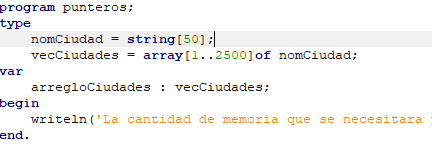 program punteros;
type
nomCiudad = string[50];
vecCiudades = array[1..2500]of nomCiudad;
var
arregloCiudades : vecCiudades;
begin
writeln('La cantidad de memoria que se necesitara
end.